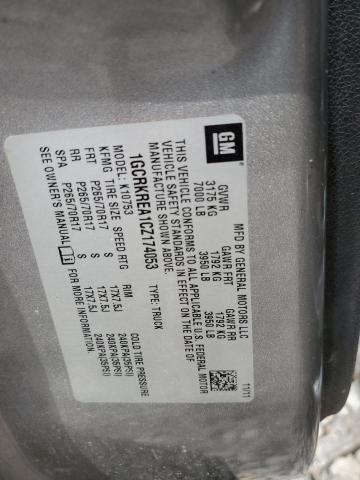 GM
MFD BY GENERAL MOTORS LLC
11/11
GVWR GAWR FRT GAWR RR
3175 KG 1792 KG 1792 KG
7000 LB 3950 LB 3950 LB
THIS VEHICLE CONFORMS TO ALL APPLICABLE U.S. FEDERAL MOTOR
VEHICLE SAFETY STANDARDS IN EFFECT ON THE DATE OF
MANUFACTURE SHOWN ABOVE.
1GCRKREA1CZ174053 TYPE: TRUCK
MODEL: K10753
KFMG TIRE SIZE SPEED RTG RIM COLD TIRE PRESSURE
FRT P265/70R17 S 17X7.5J 240KPA(35PSI)
RR P265/70R17 S 17X7.5J 240KPA(35PSI)
SPA P265/70R17 S 17X7.5J 240KPA(35PSI)
SEE OWNER'S MANUAL